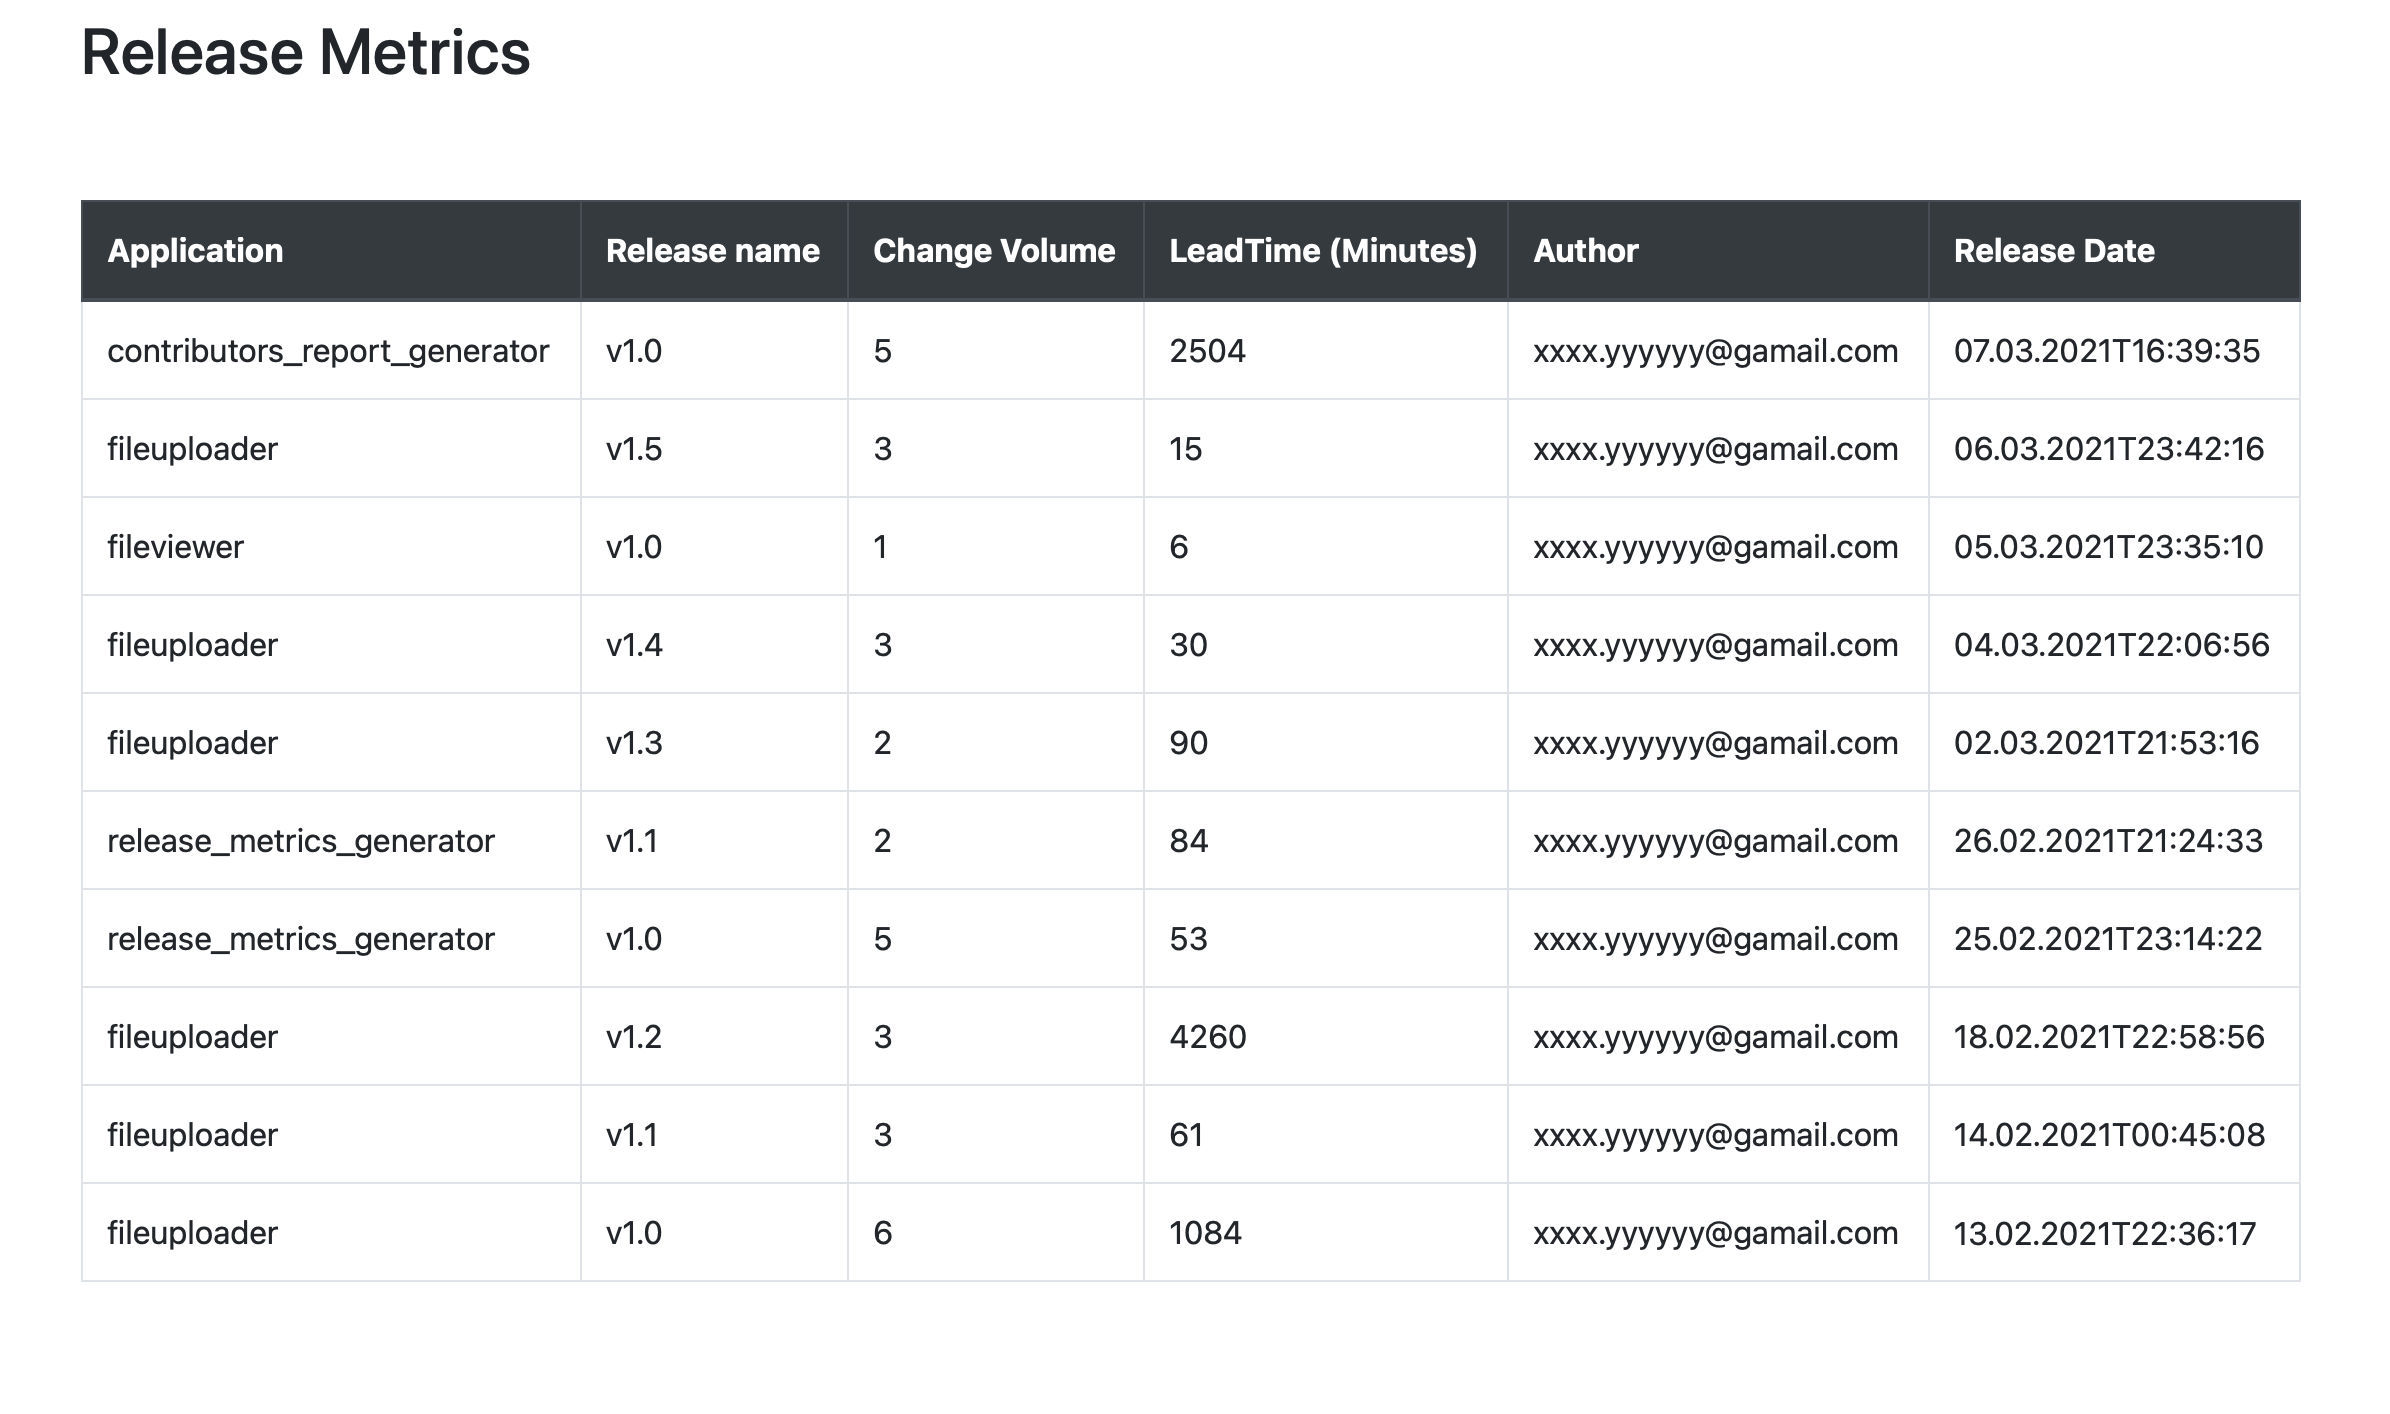 Release Metrics
Application Release name Change Volume LeadTime (Minutes) Author Release Date
contributors_report_generator v1.0 5 2504 xxxx.yyyyyy@gamail.com 07.03.2021T16:39:35
fileuploader v1.5 3 15 xxxx.yyyyyy@gamail.com 06.03.2021T23:42:16
fileviewer v1.0 1 6 xxxx.yyyyyy@gamail.com 05.03.2021T23:35:10
fileuploader v1.4 3 30 xxxx.yyyyyy@gamail.com 04.03.2021T22:06:56
fileuploader v1.3 2 90 xxxx.yyyyyy@gamail.com 02.03.2021T21:53:16
release_metrics_generator v1.1 2 84 xxxx.yyyyyy@gamail.com 26.02.2021T21:24:33
release_metrics_generator v1.0 5 53 xxxx.yyyyyy@gamail.com 25.02.2021T23:14:22
fileuploader v1.2 3 4260 xxxx.yyyyyy@gamail.com 18.02.2021T22:58:56
fileuploader v1.1 3 61 xxxx.yyyyyy@gamail.com 14.02.2021T00:45:08
fileuploader v1.0 6 1084 xxxx.yyyyyy@gamail.com 13.02.2021T22:36:17